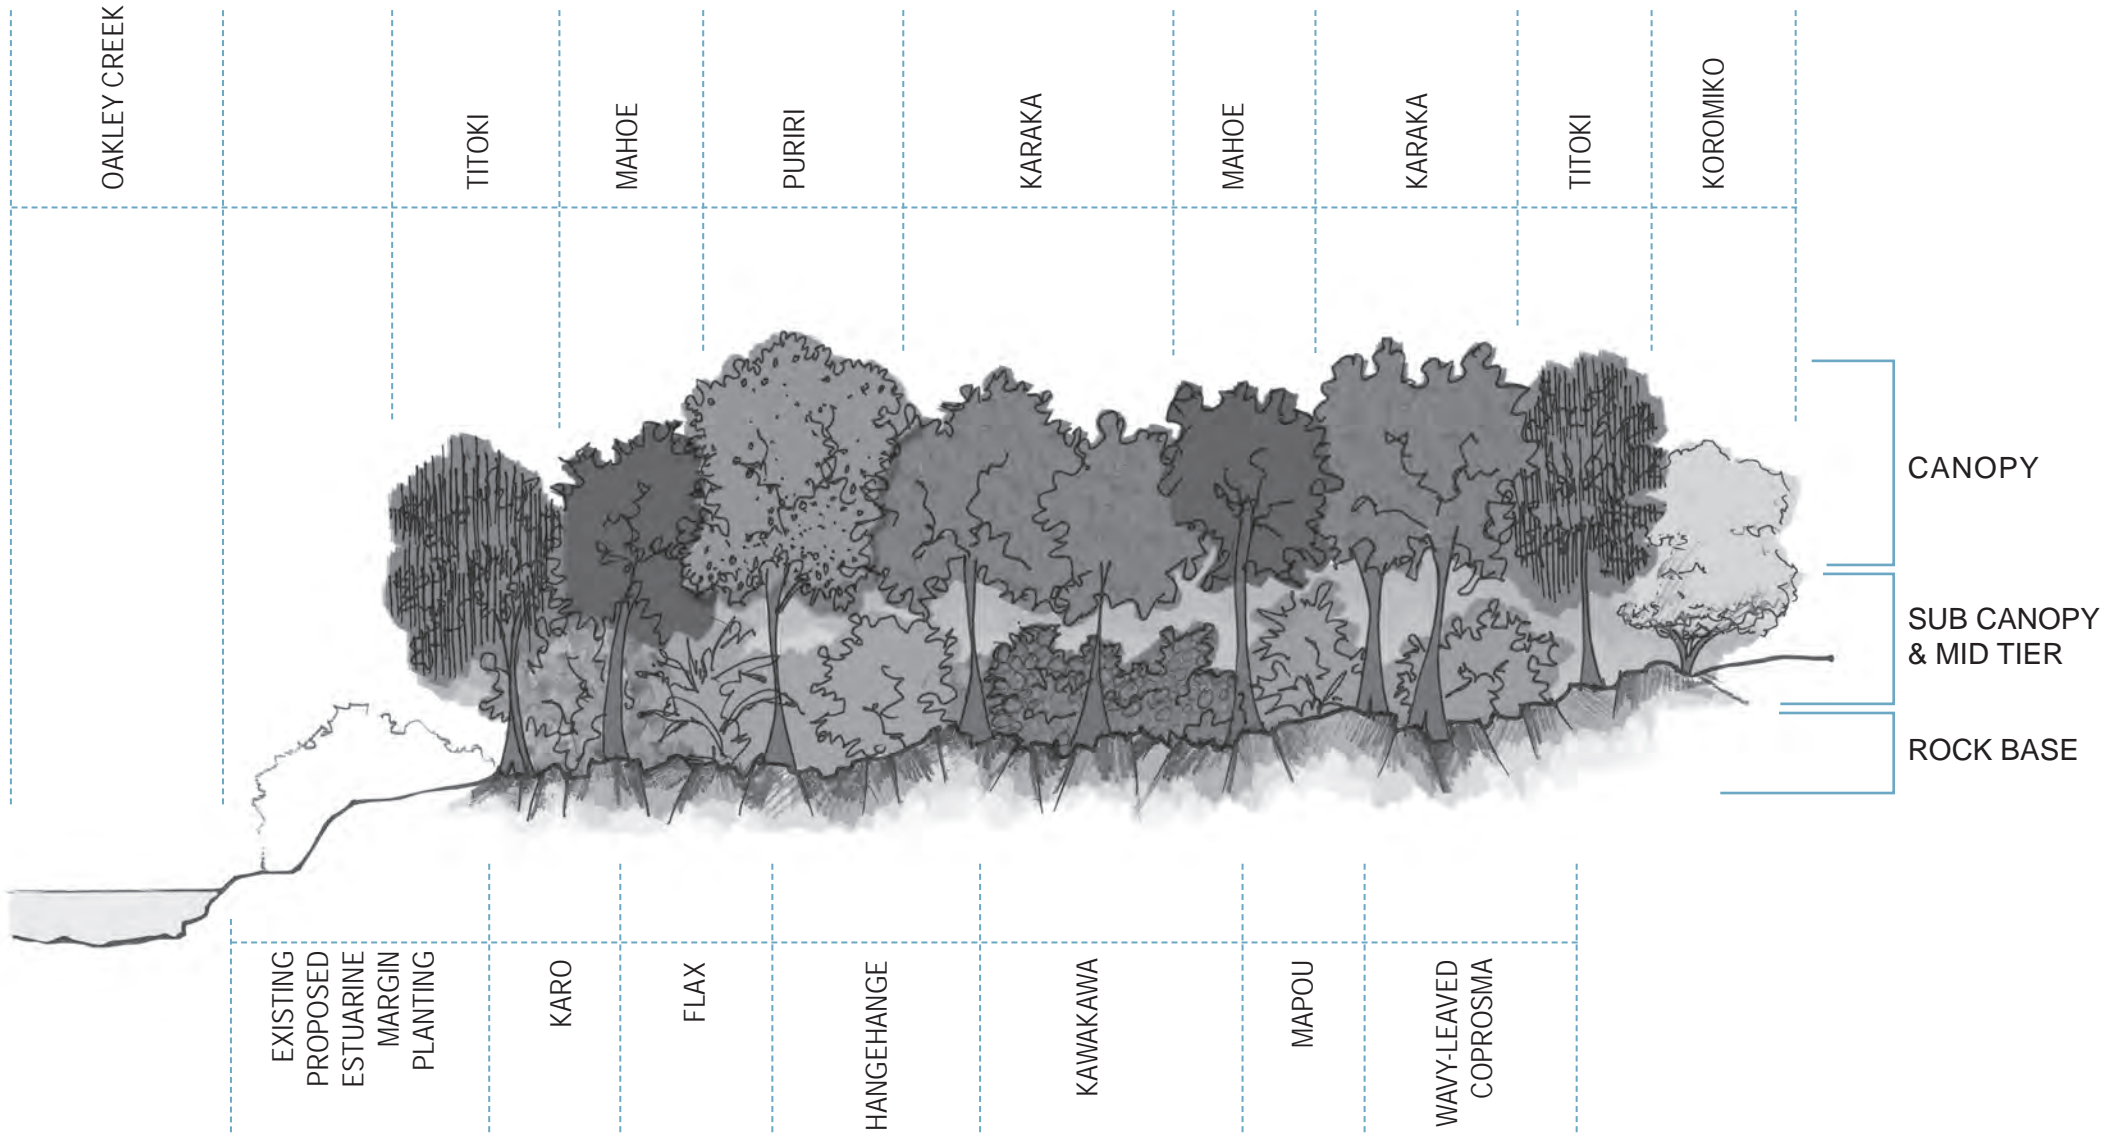 OAKLEY CREEK
TITOKI
MAHOE
PURIRI
KARAKA
MAHOE
KARAKA
TITOKI
KOROMIKO
CANOPY
SUB CANOPY
& MID TIER
ROCK BASE
EXISTING
PROPOSED
ESTUARINE
MARGIN
PLANTING
KARO
FLAX
HANGEHANGE
KAWAKAWA
MAPOU
WAVY-LEAVED
COPROSMA